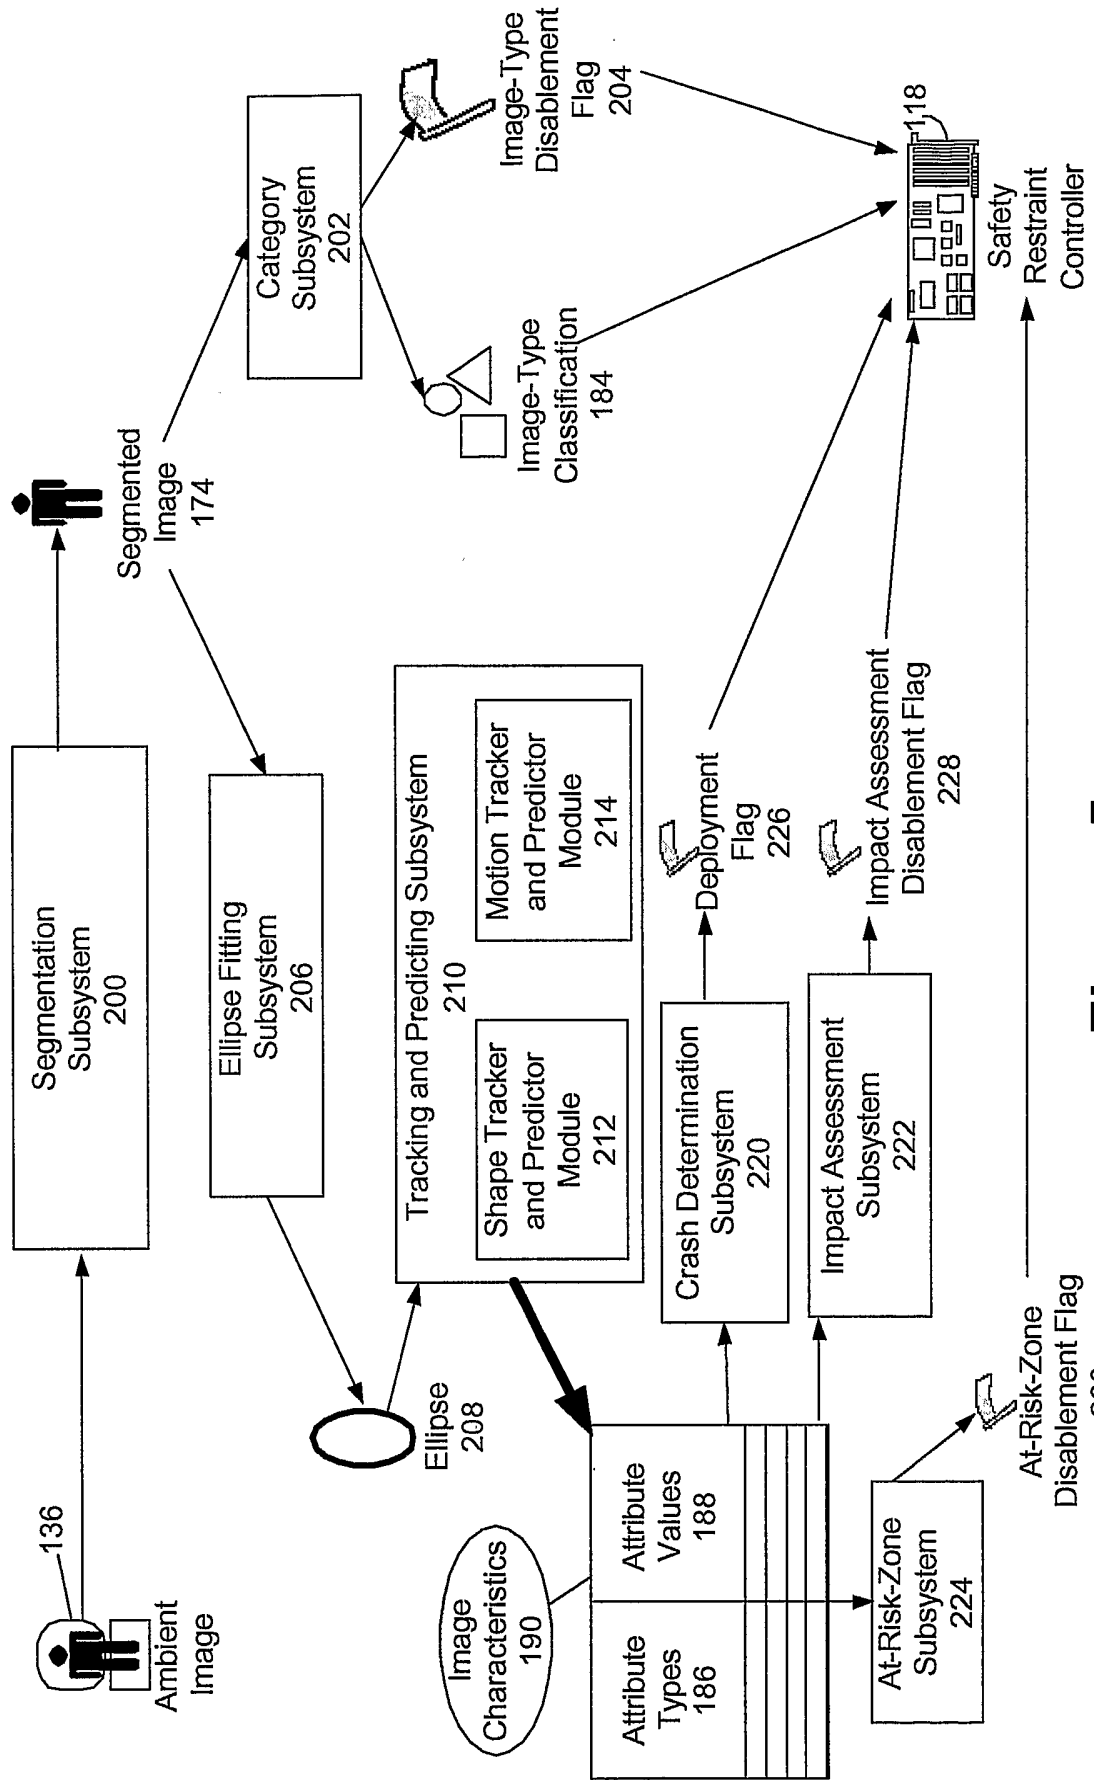 136
Ambient
Image
Segmentation
Subsystem
200
Segmented
Image
174
Ellipse Fitting
Subsystem
206
Category
Subsystem
202
Ellipse
208
Tracking and Predicting Subsystem
210
Shape Tracker
and Predictor
Module
212
Motion Tracker
and Predictor
Module
214
Image-Type
Classification
184
Image-Type
Disablement
Flag
204
Image
Characteristics
190
Attribute
Types
186
Attribute
Values
188
Crash Determination
Subsystem
220
Deployment
Flag
226
Impact Assessment
Subsystem
222
Impact Assessment
Disablement Flag
228
At-Risk-Zone
Subsystem
224
At-Risk-Zone
Disablement Flag
118
Safety
Restraint
Controller